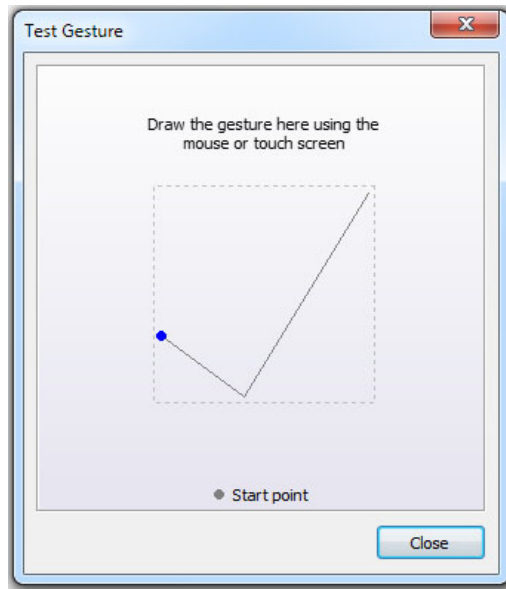 Test Gesture
Draw the gesture here using the
mouse or touch screen
Start point
Close